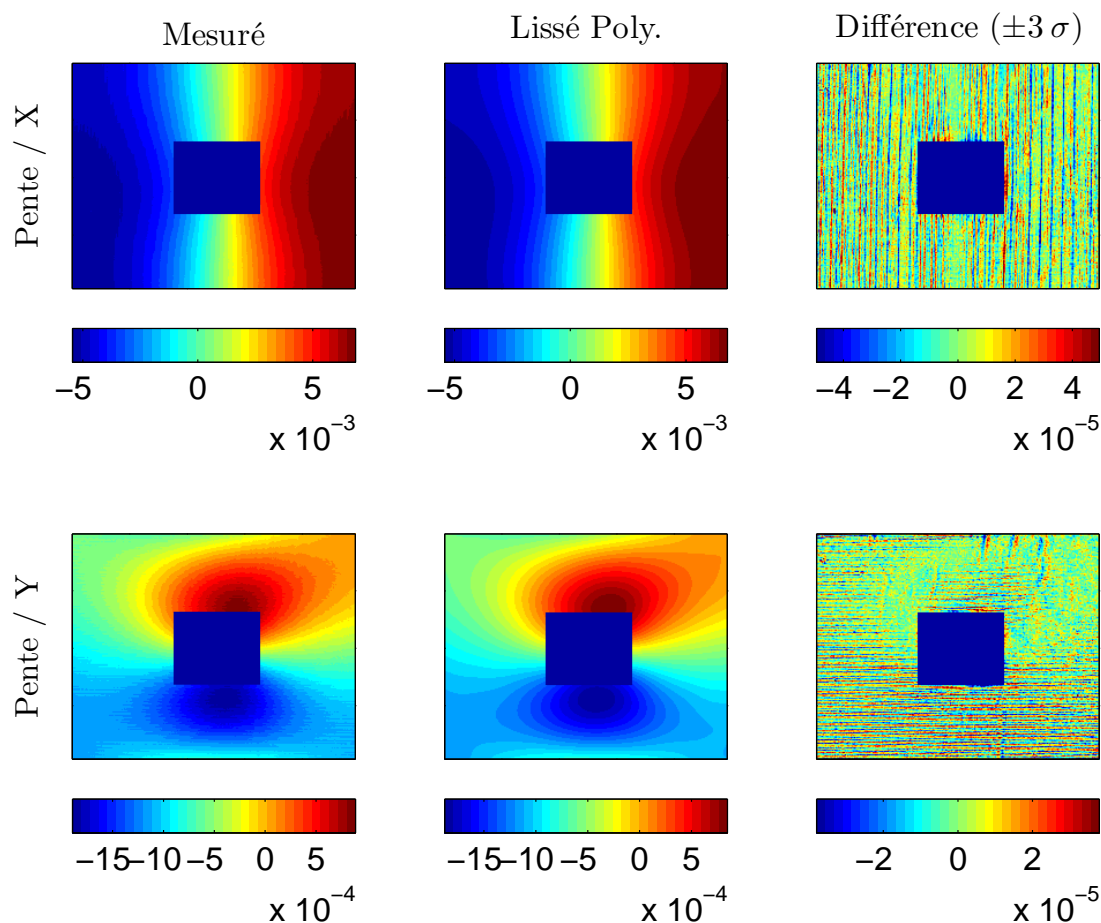 Mesuré
Lissé Poly.
Différence (±3 σ)
Pente / X
−5 0 5
x 10⁻³
−5 0 5
x 10⁻³
−4 −2 0 2 4
x 10⁻⁵
Pente / Y
−15 −10 −5 0 5
x 10⁻⁴
−15 −10 −5 0 5
x 10⁻⁴
−2 0 2
x 10⁻⁵